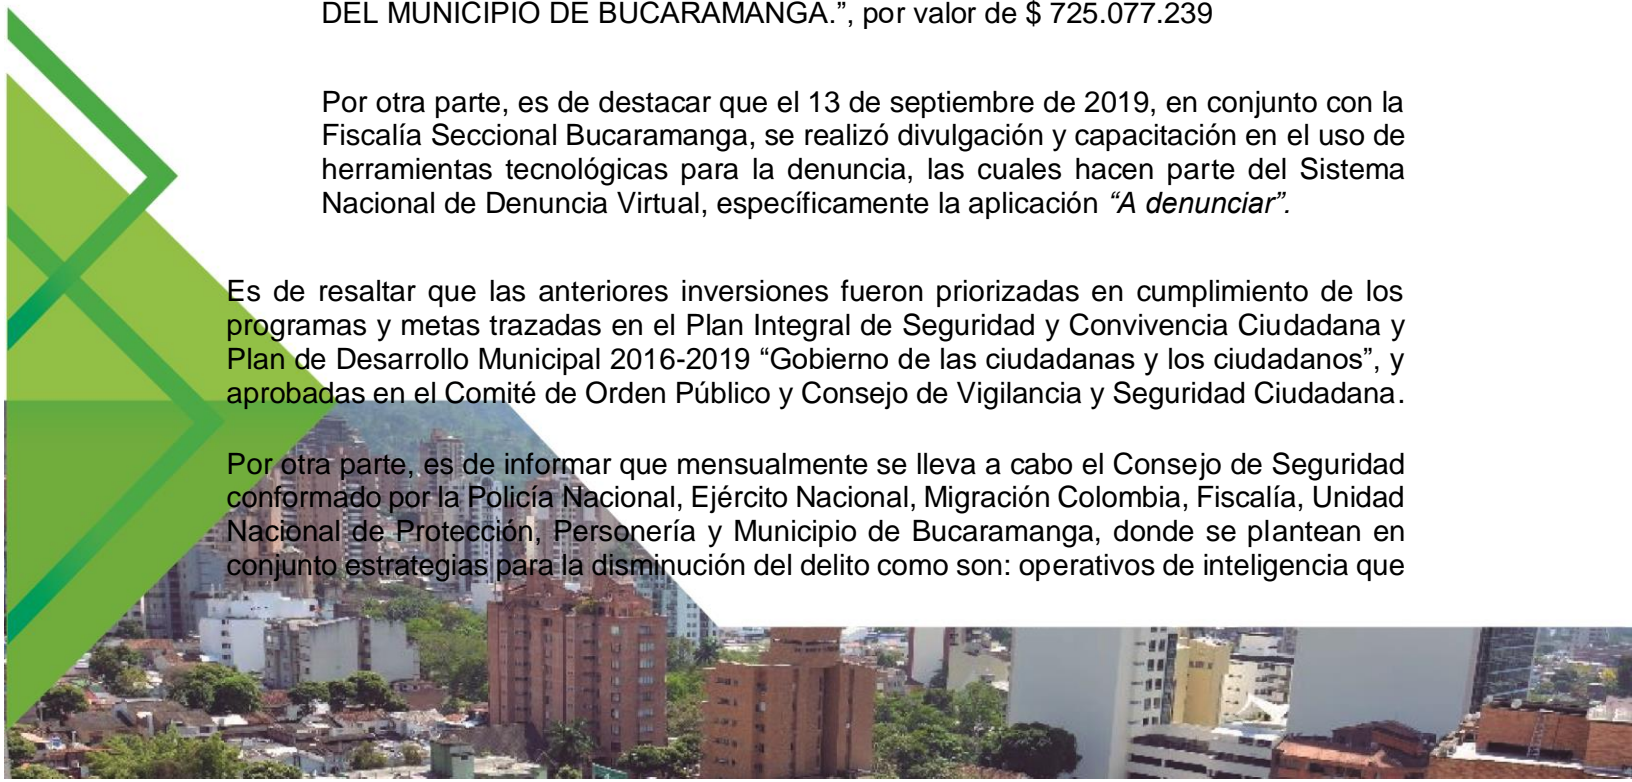 DEL MUNICIPIO DE BUCARAMANGA.”, por valor de $ 725.077.239
Por otra parte, es de destacar que el 13 de septiembre de 2019, en conjunto con la
Fiscalía Seccional Bucaramanga, se realizó divulgación y capacitación en el uso de
herramientas tecnológicas para la denuncia, las cuales hacen parte del Sistema
Nacional de Denuncia Virtual, específicamente la aplicación “A denunciar”.
Es de resaltar que las anteriores inversiones fueron priorizadas en cumplimiento de los
programas y metas trazadas en el Plan Integral de Seguridad y Convivencia Ciudadana y
Plan de Desarrollo Municipal 2016-2019 “Gobierno de las ciudadanas y los ciudadanos”, y
aprobadas en el Comité de Orden Público y Consejo de Vigilancia y Seguridad Ciudadana.
Por otra parte, es de informar que mensualmente se lleva a cabo el Consejo de Seguridad
conformado por la Policía Nacional, Ejército Nacional, Migración Colombia, Fiscalía, Unidad
Nacional de Protección, Personería y Municipio de Bucaramanga, donde se plantean en
conjunto estrategias para la disminución del delito como son: operativos de inteligencia que